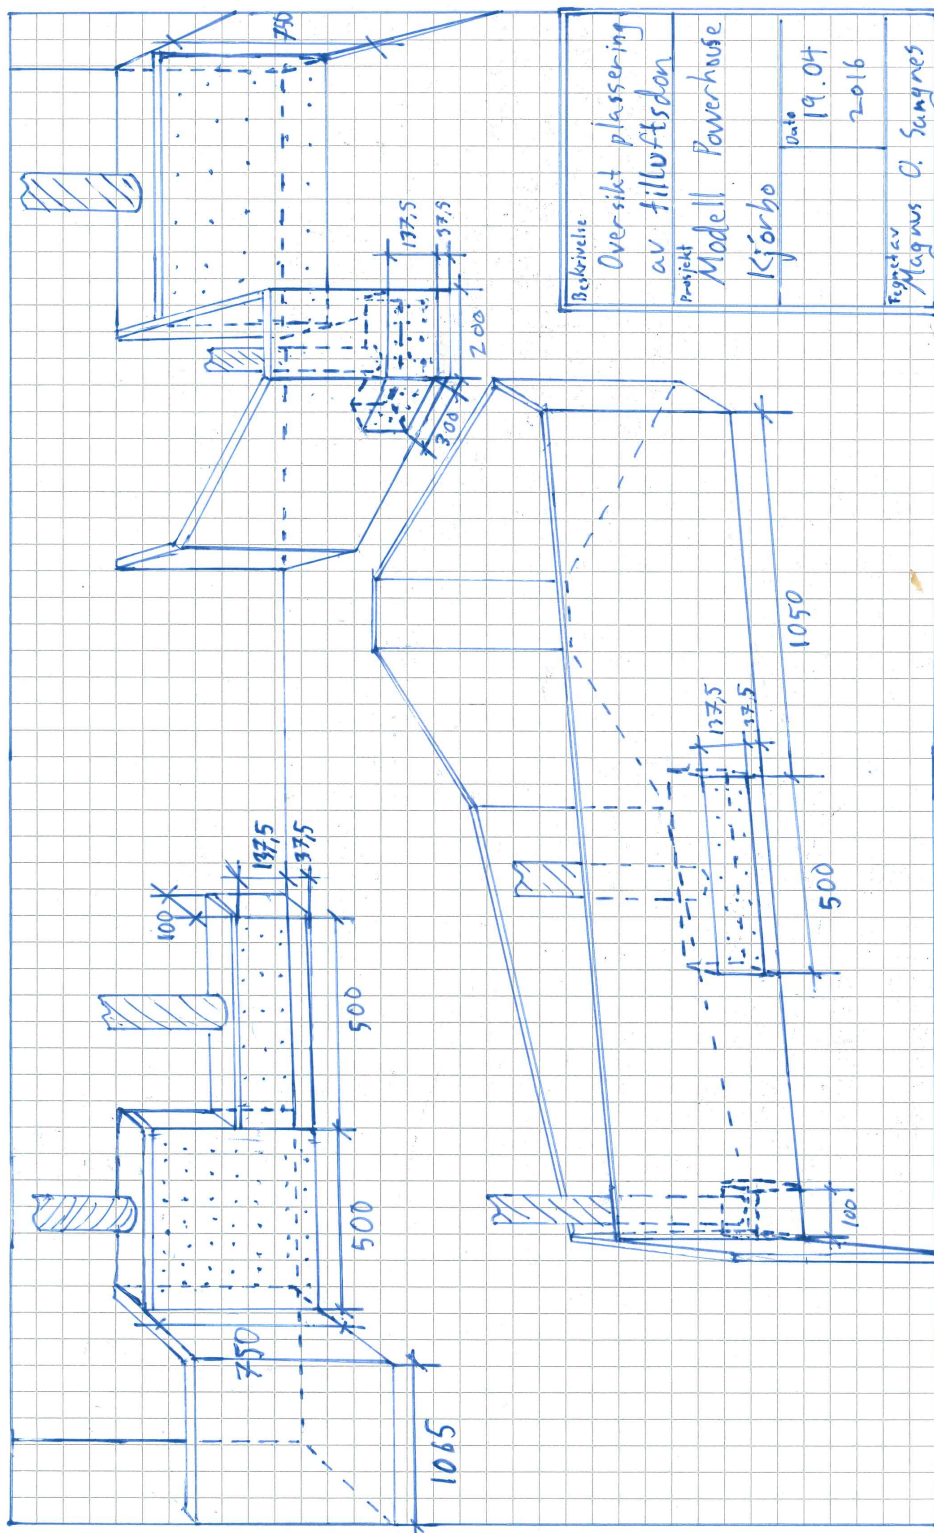 100
750
137,5
37,5
750
500
500
1065
137,5
37,5
200
300
137,5
37,5
1050
500
100
Beskrivelse
Oversikt plassering
av tilluftsdon
Prosjekt
Modell Powerhouse
Kjørbo
Dato
19.04
2016
Tegnet av
Magnus O. Sangnes